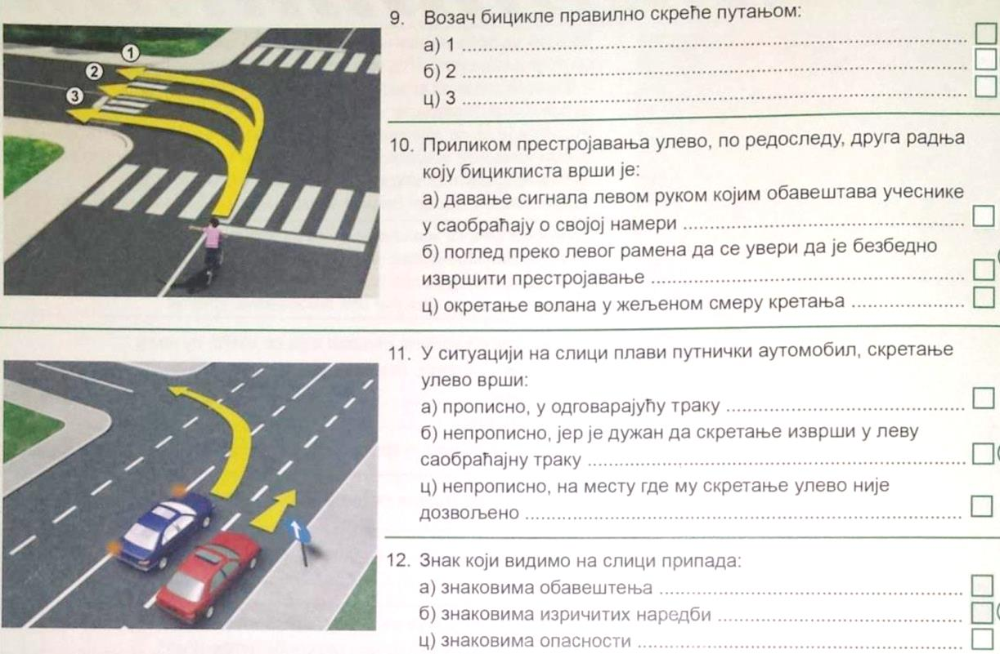 1
2
3
9. Возач бицикле правилно скреће путањом:
а) 1
б) 2
ц) 3
10. Приликом престројавања улево, по редоследу, друга радња
коју бициклиста врши је:
а) давање сигнала левом руком којим обавештава учеснике
у саобраћају о својој намери
б) поглед преко левог рамена да се увери да је безбедно
извршити престројавање
ц) окретање волана у жељеном смеру кретања
11. У ситуацији на слици плави путнички аутомобил, скретање
улево врши:
а) прописно, у одговарајућу траку
б) непрописно, јер је дужан да скретање изврши у леву
саобраћајну траку
ц) непрописно, на месту где му скретање улево није
дозвољено
12. Знак који видимо на слици припада:
а) знаковима обавештења
б) знаковима изричитих наредби
ц) знаковима опасности